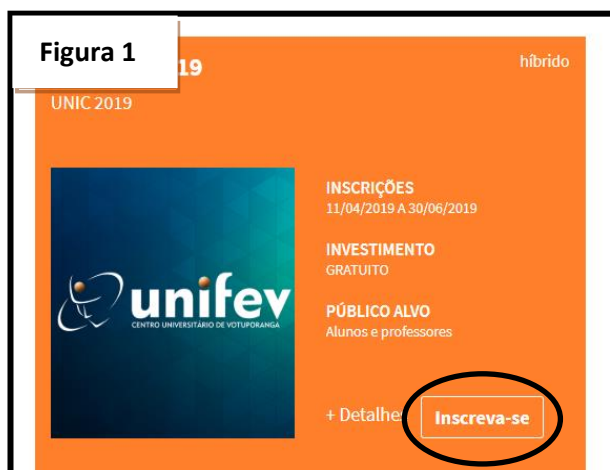 Figura 1
19
híbrido
UNIC 2019
INSCRIÇÕES
11/04/2019 A 30/06/2019
INVESTIMENTO
GRATUITO
PÚBLICO ALVO
Alunos e professores
unifev
CENTRO UNIVERSITÁRIO DE VOTUPORANGA
+ Detalhes
Inscreva-se